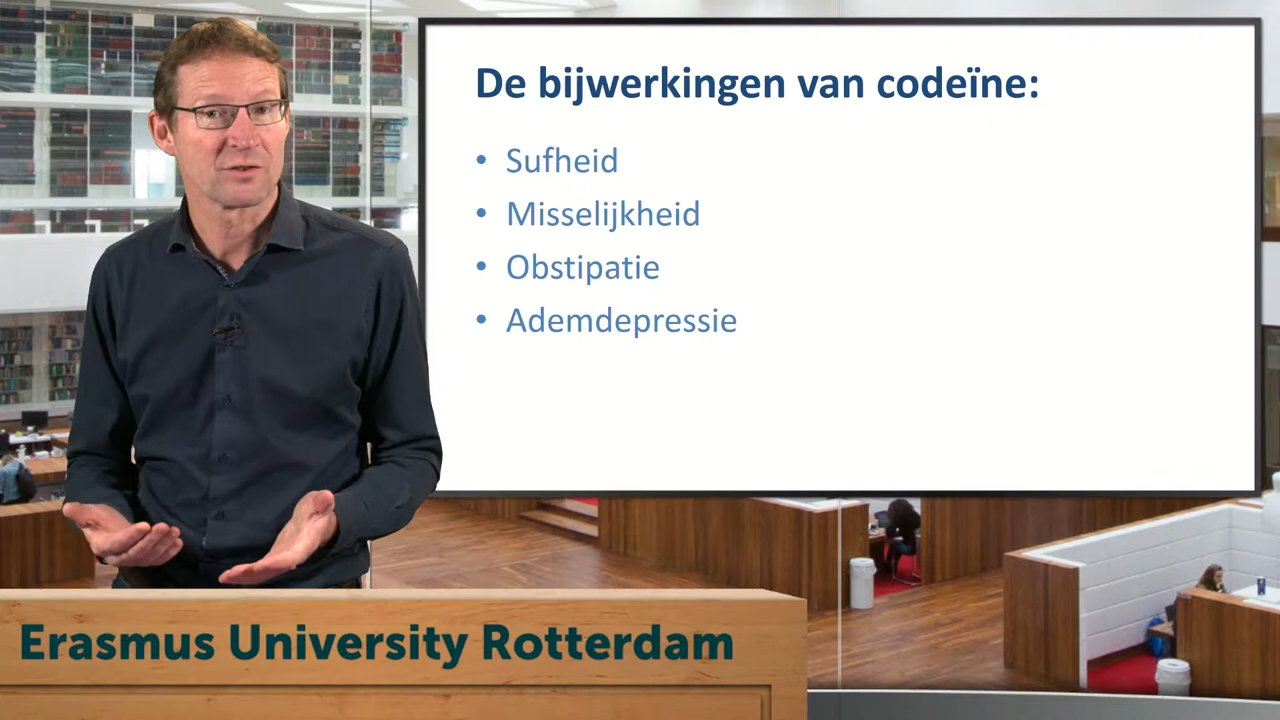 De bijwerkingen van codeïne:
• Sufheid
• Misselijkheid
• Obstipatie
• Ademdepressie
Erasmus University Rotterdam